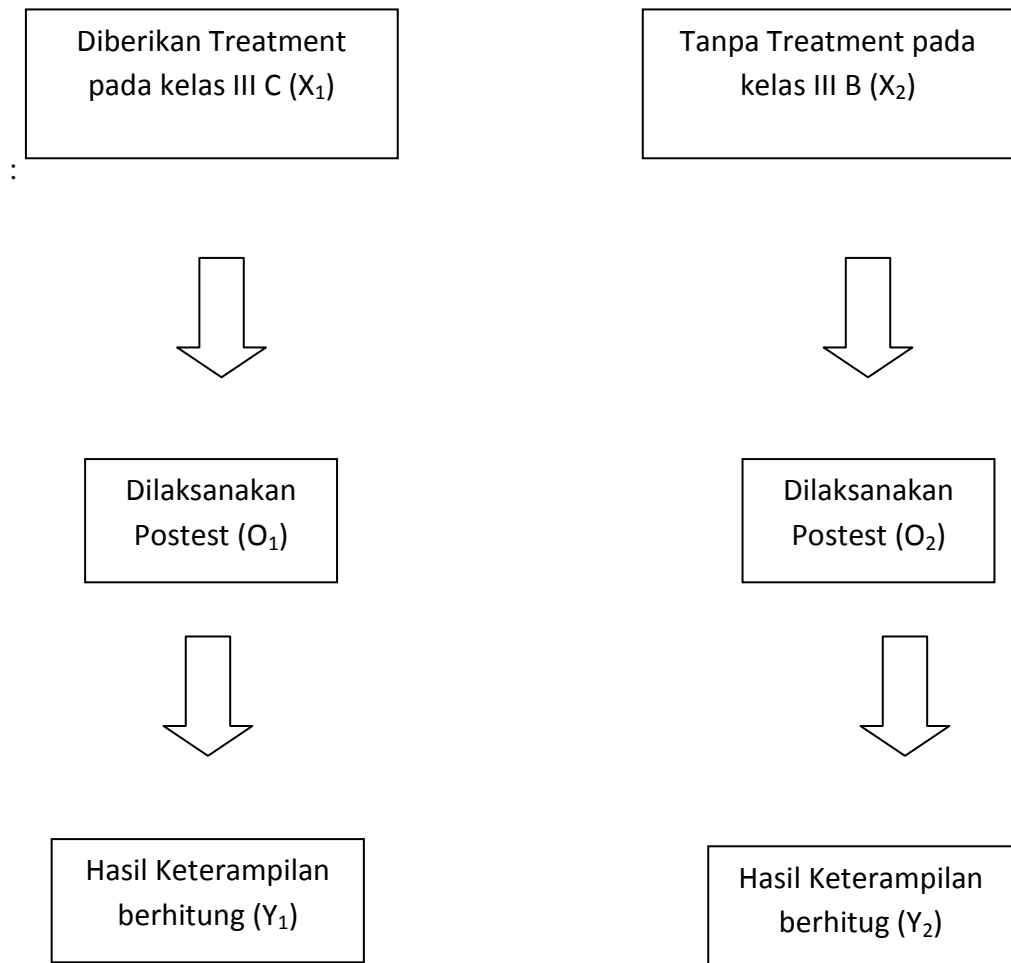 Diberikan Treatment
pada kelas III C (X₁)
Tanpa Treatment pada
kelas III B (X₂)
:
Dilaksanakan
Postest (O₁)
Dilaksanakan
Postest (O₂)
Hasil Keterampilan
berhitung (Y₁)
Hasil Keterampilan
berhitug (Y₂)